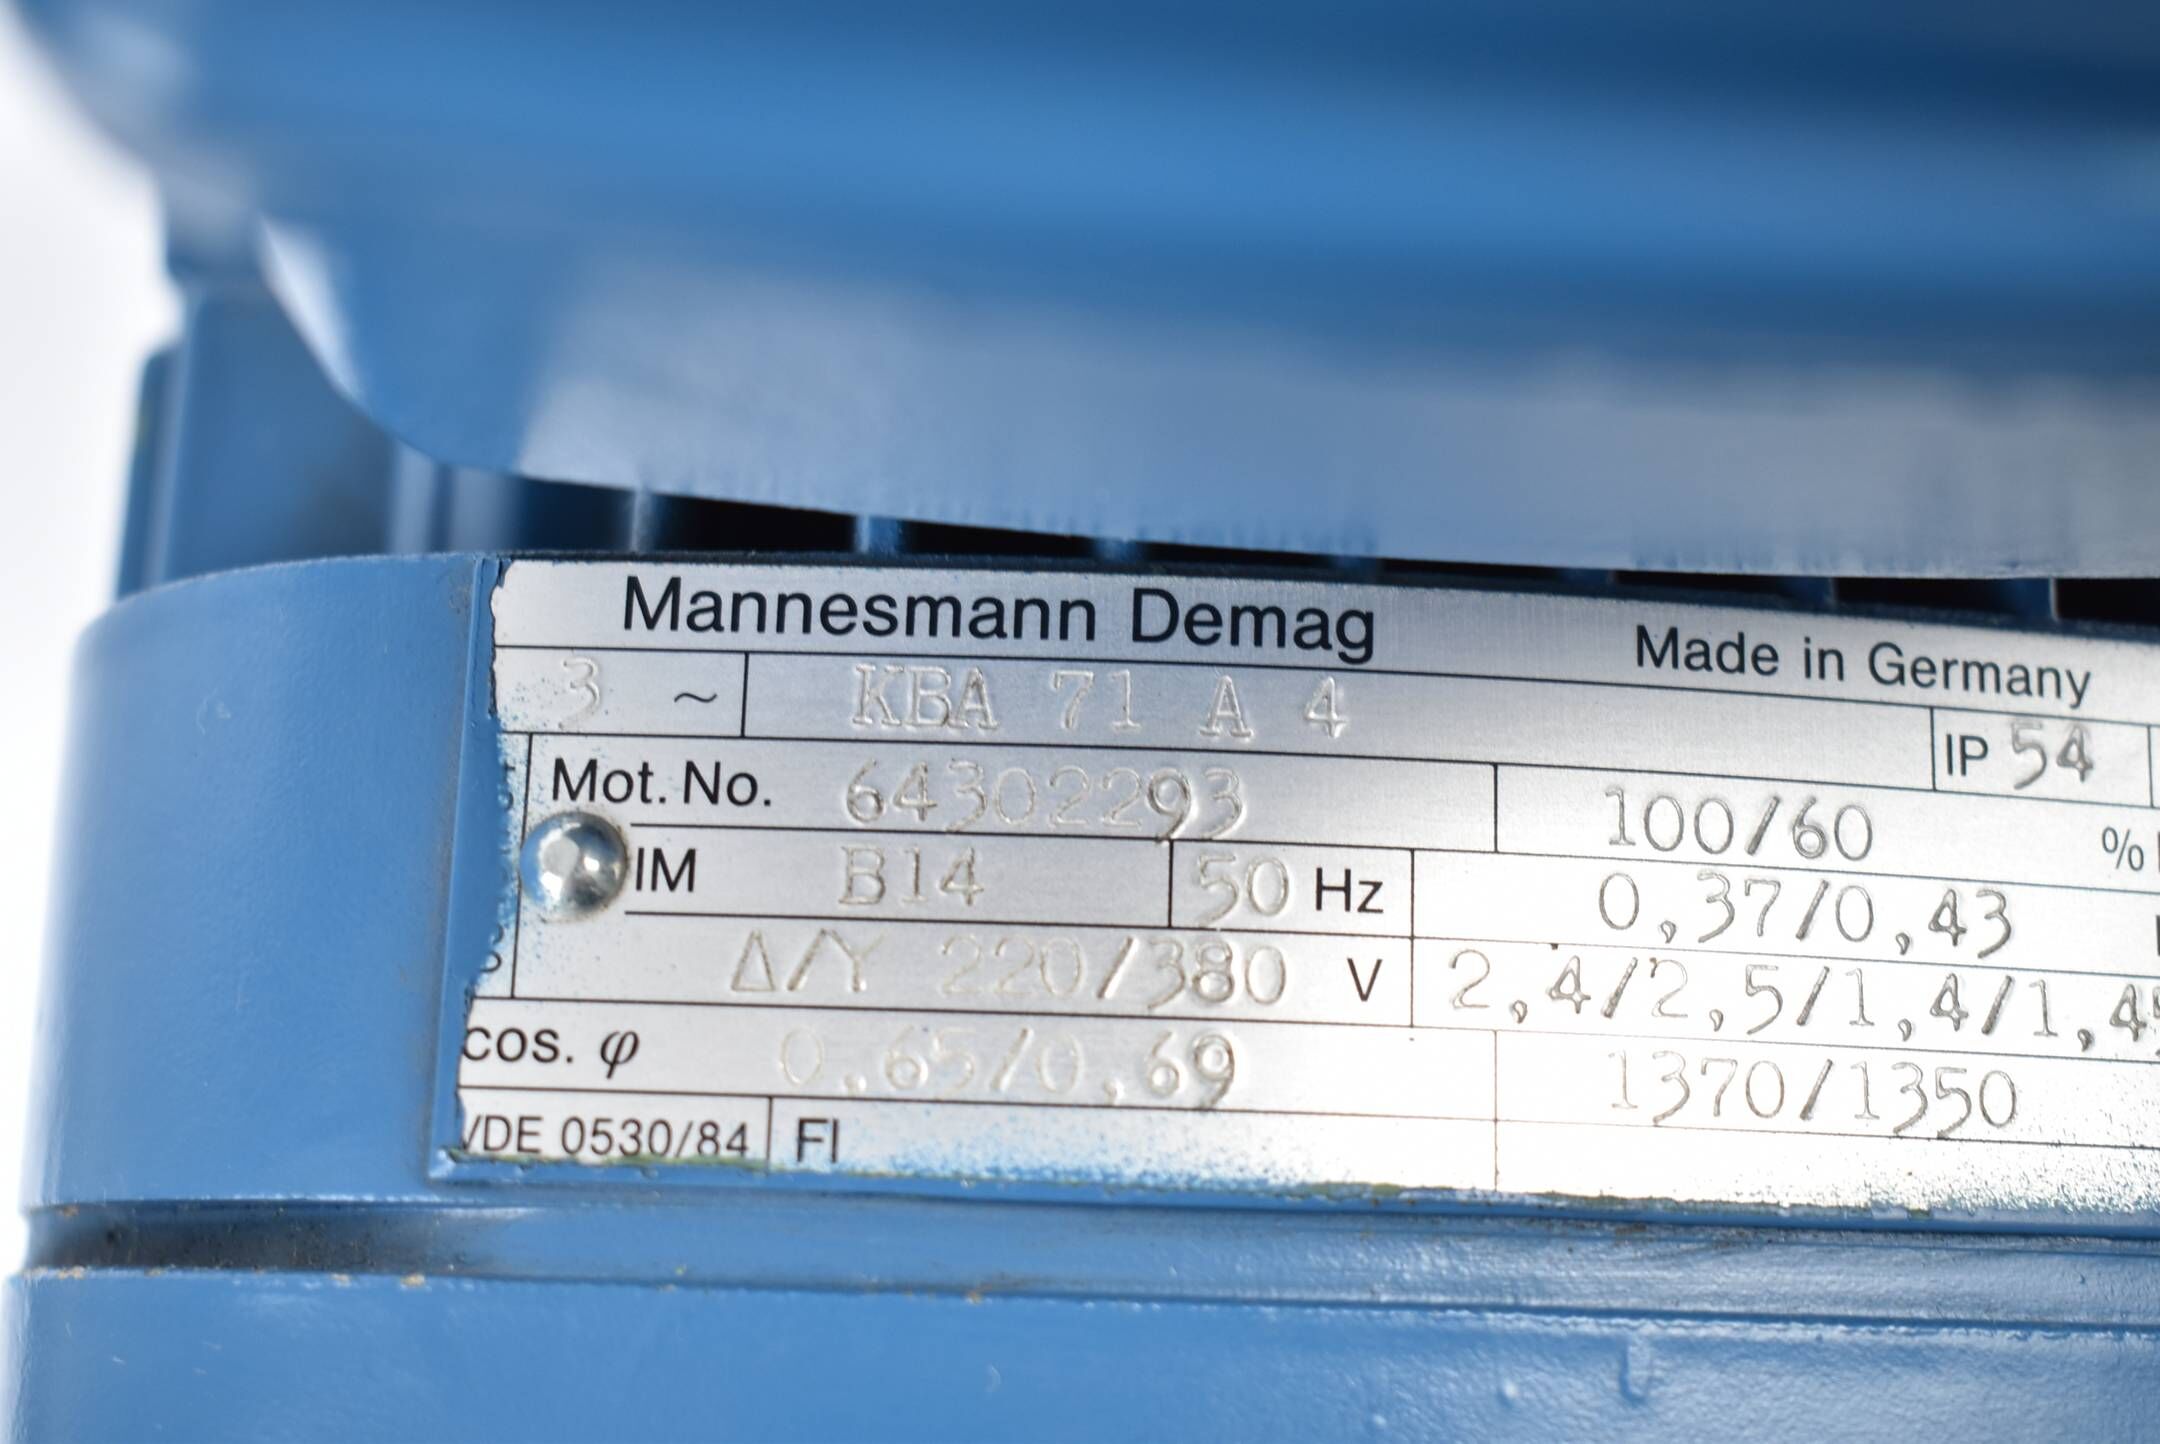 Mannesmann Demag Made in Germany
3 ~ KBA 71 A 4 IP 54
Mot. No. 64302293 100/60 %
IM B14 50 Hz 0,37/0,43
Δ/Y 220/380 V 2,4/2,5/1,4/1,45
cos. φ 0,65/0,69 1370/1350
VDE 0530/84 FI